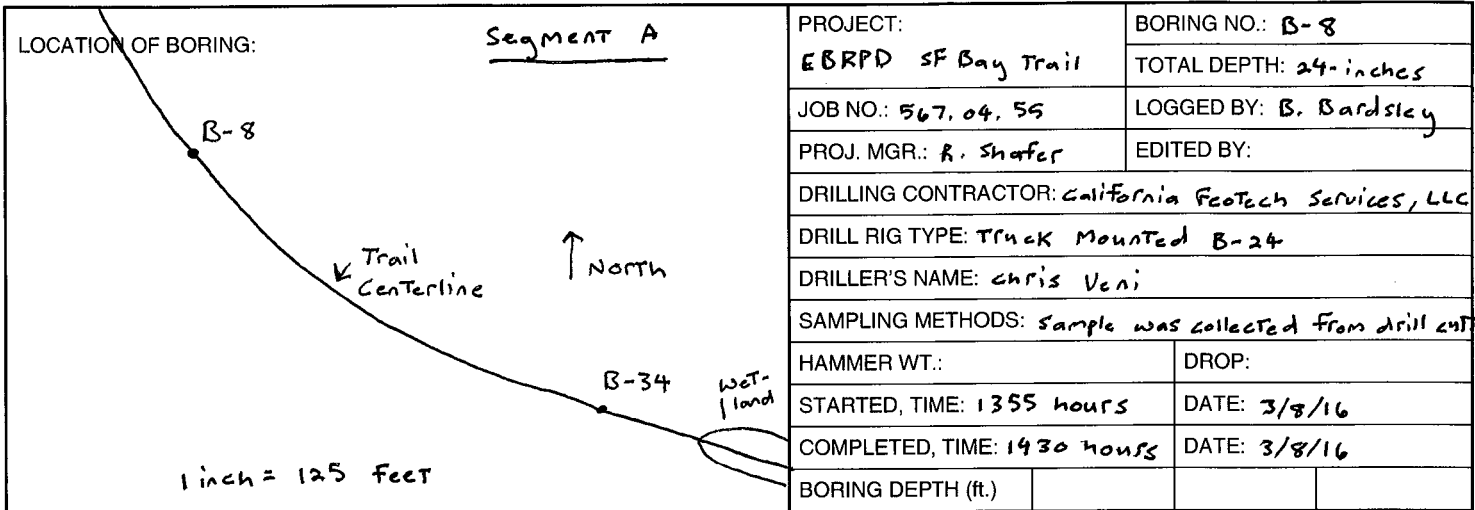 LOCATION OF BORING:
Segment A
B-8
Trail
Centerline
North
B-34
Wet-
land
1 inch = 125 feet
PROJECT:
EBRPD SF Bay Trail
BORING NO.: B-8
TOTAL DEPTH: 24-inches
JOB NO.: 567.04.55
LOGGED BY: B. Bardsley
PROJ. MGR.: R. Shafer
EDITED BY:
DRILLING CONTRACTOR: California GeoTech Services, LLC
DRILL RIG TYPE: Truck Mounted B-24
DRILLER'S NAME: Chris Veni
SAMPLING METHODS: Sample was collected from drill cutt
HAMMER WT.:
DROP:
STARTED, TIME: 1355 hours
DATE: 3/8/16
COMPLETED, TIME: 1430 hours
DATE: 3/8/16
BORING DEPTH (ft.)